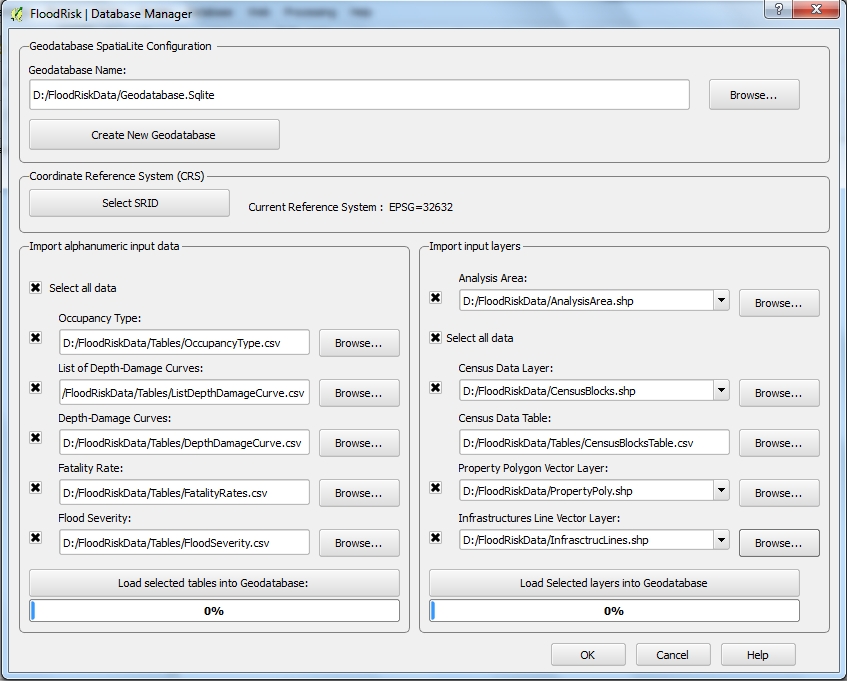 FloodRisk | Database Manager
Geodatabase SpatiaLite Configuration
Geodatabase Name:
D:/FloodRiskData/Geodatabase.Sqlite
Browse...
Create New Geodatabase
Coordinate Reference System (CRS)
Select SRID
Current Reference System : EPSG=32632
Import alphanumeric input data
Select all data
Occupancy Type:
D:/FloodRiskData/Tables/OccupancyType.csv
Browse...
List of Depth-Damage Curves:
/FloodRiskData/Tables/ListDepthDamageCurve.csv
Browse...
Depth-Damage Curves:
D:/FloodRiskData/Tables/DepthDamageCurve.csv
Browse...
Fatality Rate:
D:/FloodRiskData/Tables/FatalityRates.csv
Browse...
Flood Severity:
D:/FloodRiskData/Tables/FloodSeverity.csv
Browse...
Load selected tables into Geodatabase:
0%
Import input layers
Analysis Area:
D:/FloodRiskData/AnalysisArea.shp
Browse...
Select all data
Census Data Layer:
D:/FloodRiskData/CensusBlocks.shp
Browse...
Census Data Table:
D:/FloodRiskData/Tables/CensusBlocksTable.csv
Browse...
Property Polygon Vector Layer:
D:/FloodRiskData/PropertyPoly.shp
Browse...
Infrastructures Line Vector Layer:
D:/FloodRiskData/InfrasctrucLines.shp
Browse...
Load Selected layers into Geodatabase
0%
OK
Cancel
Help